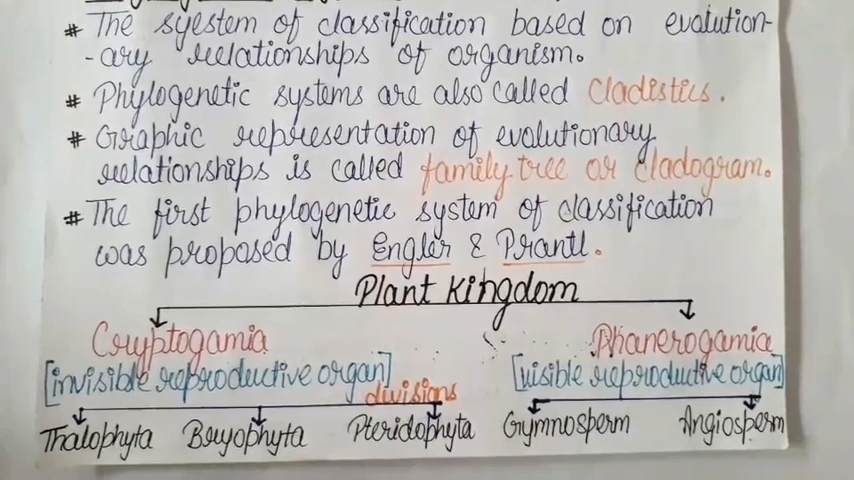 # The system of classification based on evalution-
- ary relationships of organism.
# Phylogenetic systems are also called Cladistics.
# Graphic representation of evolutionary
relationships is called family tree or cladogram.
# The first phylogenetic system of classification
was proposed by Englar & Prantl.
Plant kingdom
Cryptogamia Phanerogamia
[invisible reproductive organ] [visible reproductive organ]
divisions
Thalophyta Bryophyta Pteridophyta Gymnosperm Angiosperm